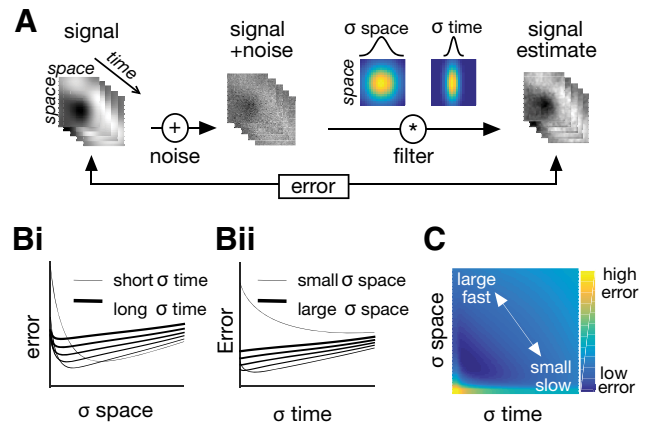 A
signal
space
time
space
+
noise
signal
+noise
σ space
σ time
space
*
filter
signal
estimate
error
Bi
short σ time
long σ time
error
σ space
Bii
small σ space
large σ space
Error
σ time
C
large
fast
small
slow
σ space
σ time
high
error
low
error